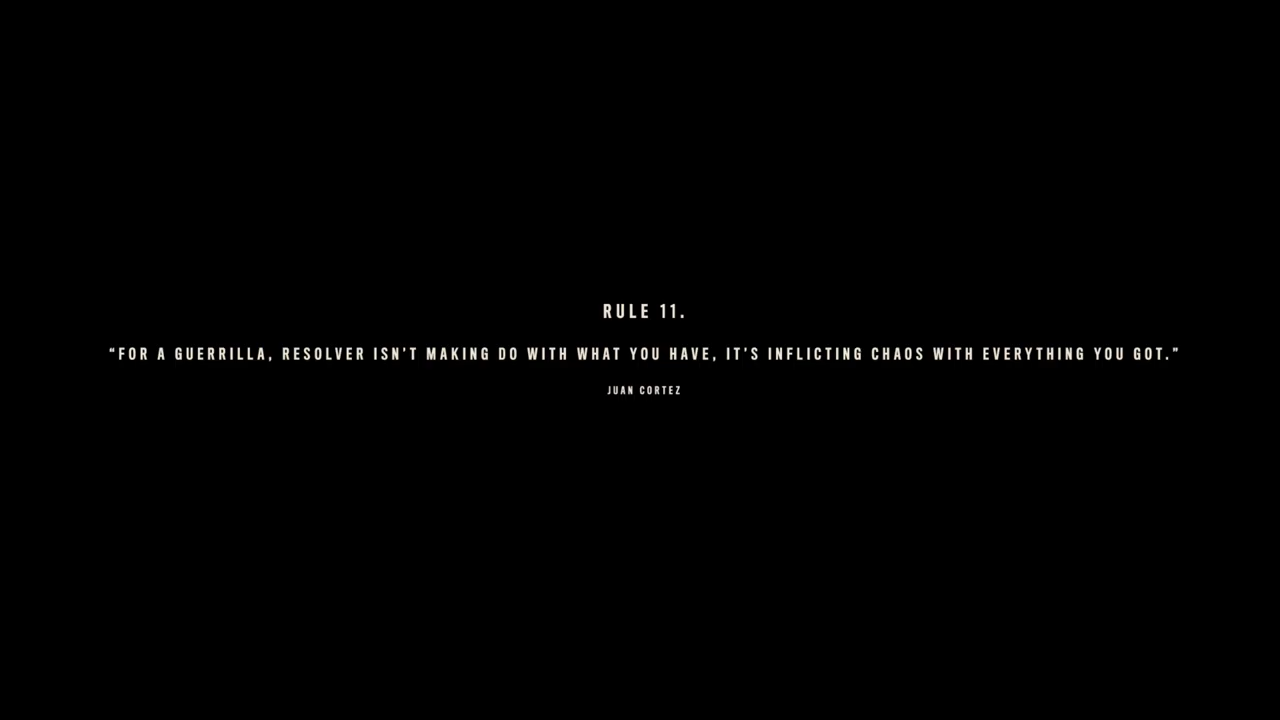 RULE 11.
“FOR A GUERRILLA, RESOLVER ISN’T MAKING DO WITH WHAT YOU HAVE, IT’S INFLICTING CHAOS WITH EVERYTHING YOU GOT.”
JUAN CORTEZ